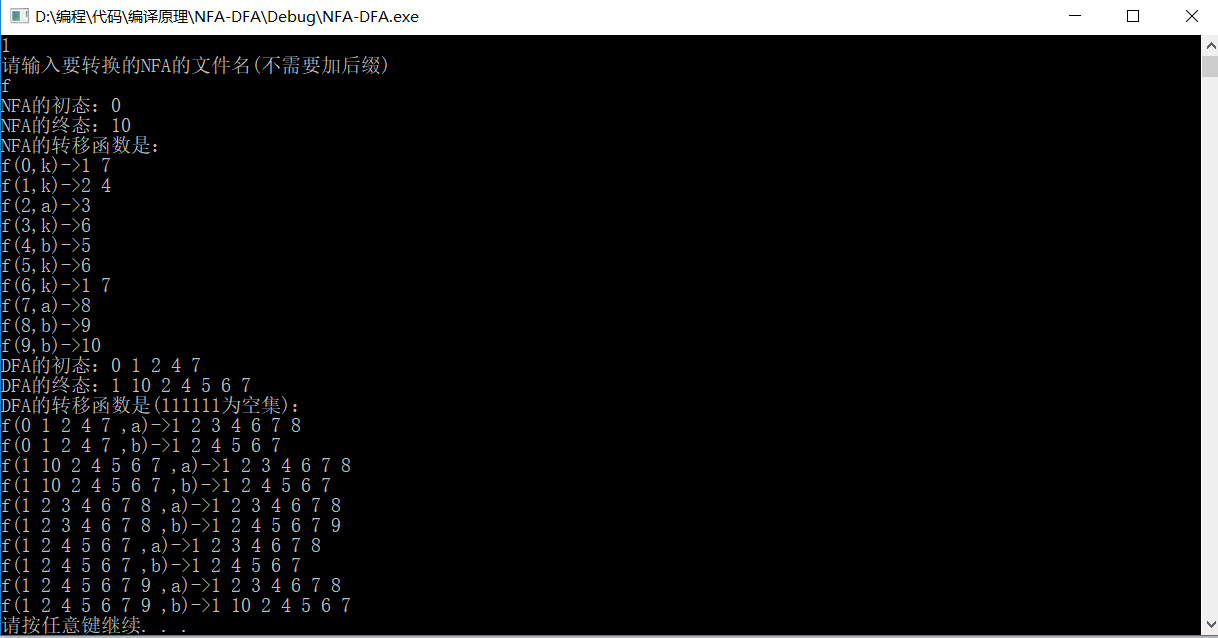 D:\编程\代码\编译原理\NFA-DFA\Debug\NFA-DFA.exe
1
请输入要转换的NFA的文件名(不需要加后缀)
f
NFA的初态：0
NFA的终态：10
NFA的转移函数是：
f(0,k)->1 7
f(1,k)->2 4
f(2,a)->3
f(3,k)->6
f(4,b)->5
f(5,k)->6
f(6,k)->1 7
f(7,a)->8
f(8,b)->9
f(9,b)->10
DFA的初态：0 1 2 4 7
DFA的终态：1 10 2 4 5 6 7
DFA的转移函数是(111111为空集)：
f(0 1 2 4 7 ,a)->1 2 3 4 6 7 8
f(0 1 2 4 7 ,b)->1 2 4 5 6 7
f(1 10 2 4 5 6 7 ,a)->1 2 3 4 6 7 8
f(1 10 2 4 5 6 7 ,b)->1 2 4 5 6 7
f(1 2 3 4 6 7 8 ,a)->1 2 3 4 6 7 8
f(1 2 3 4 6 7 8 ,b)->1 2 4 5 6 7 9
f(1 2 4 5 6 7 ,a)->1 2 3 4 6 7 8
f(1 2 4 5 6 7 ,b)->1 2 4 5 6 7
f(1 2 4 5 6 7 9 ,a)->1 2 3 4 6 7 8
f(1 2 4 5 6 7 9 ,b)->1 10 2 4 5 6 7
请按任意键继续. . .